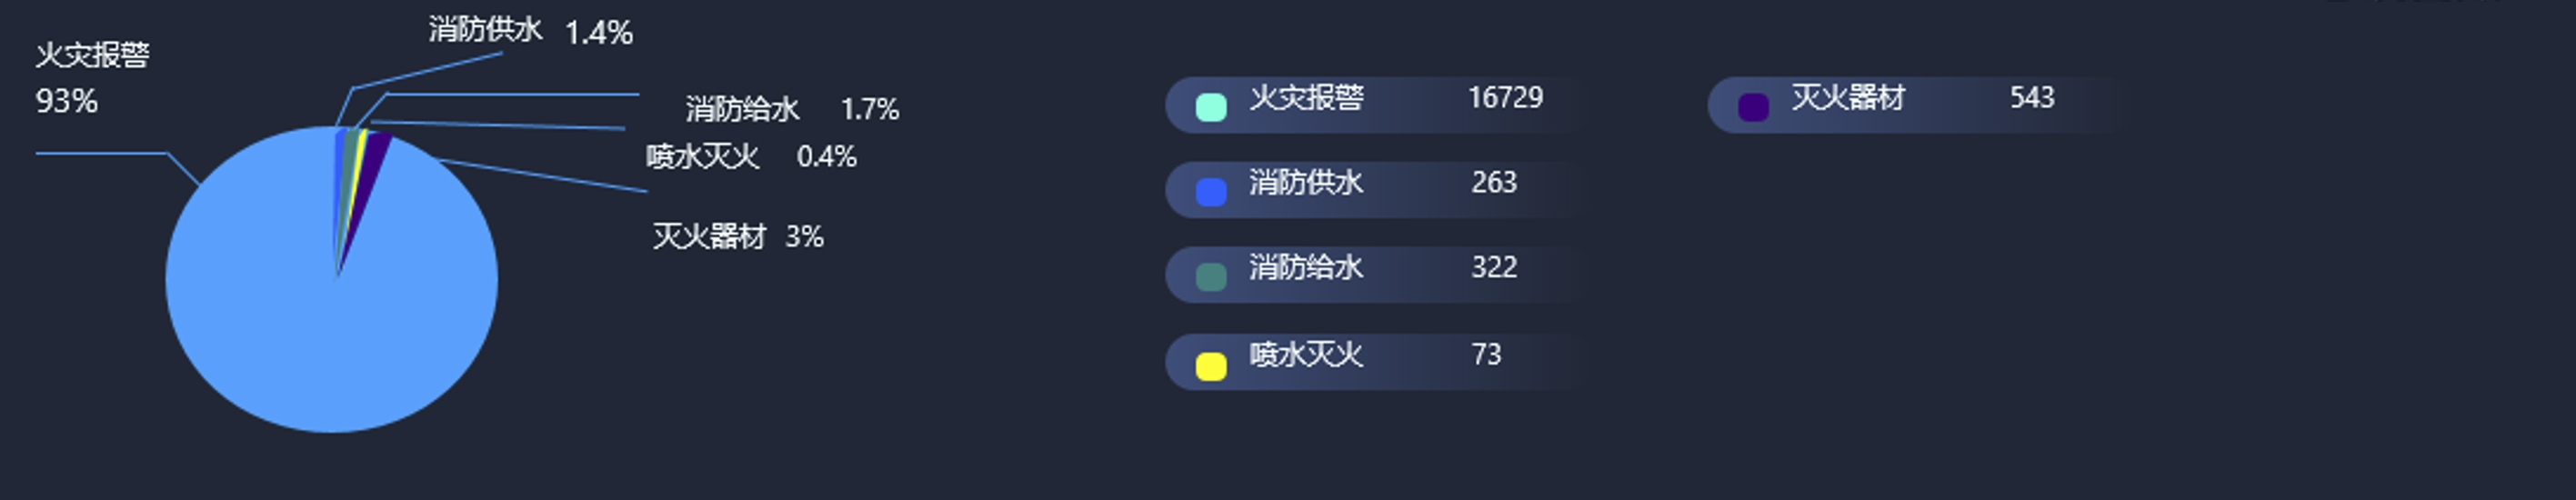 火灾报警
93%
消防供水 1.4%
消防给水 1.7%
喷水灭火 0.4%
灭火器材 3%
火灾报警 16729
消防供水 263
消防给水 322
喷水灭火 73
灭火器材 543